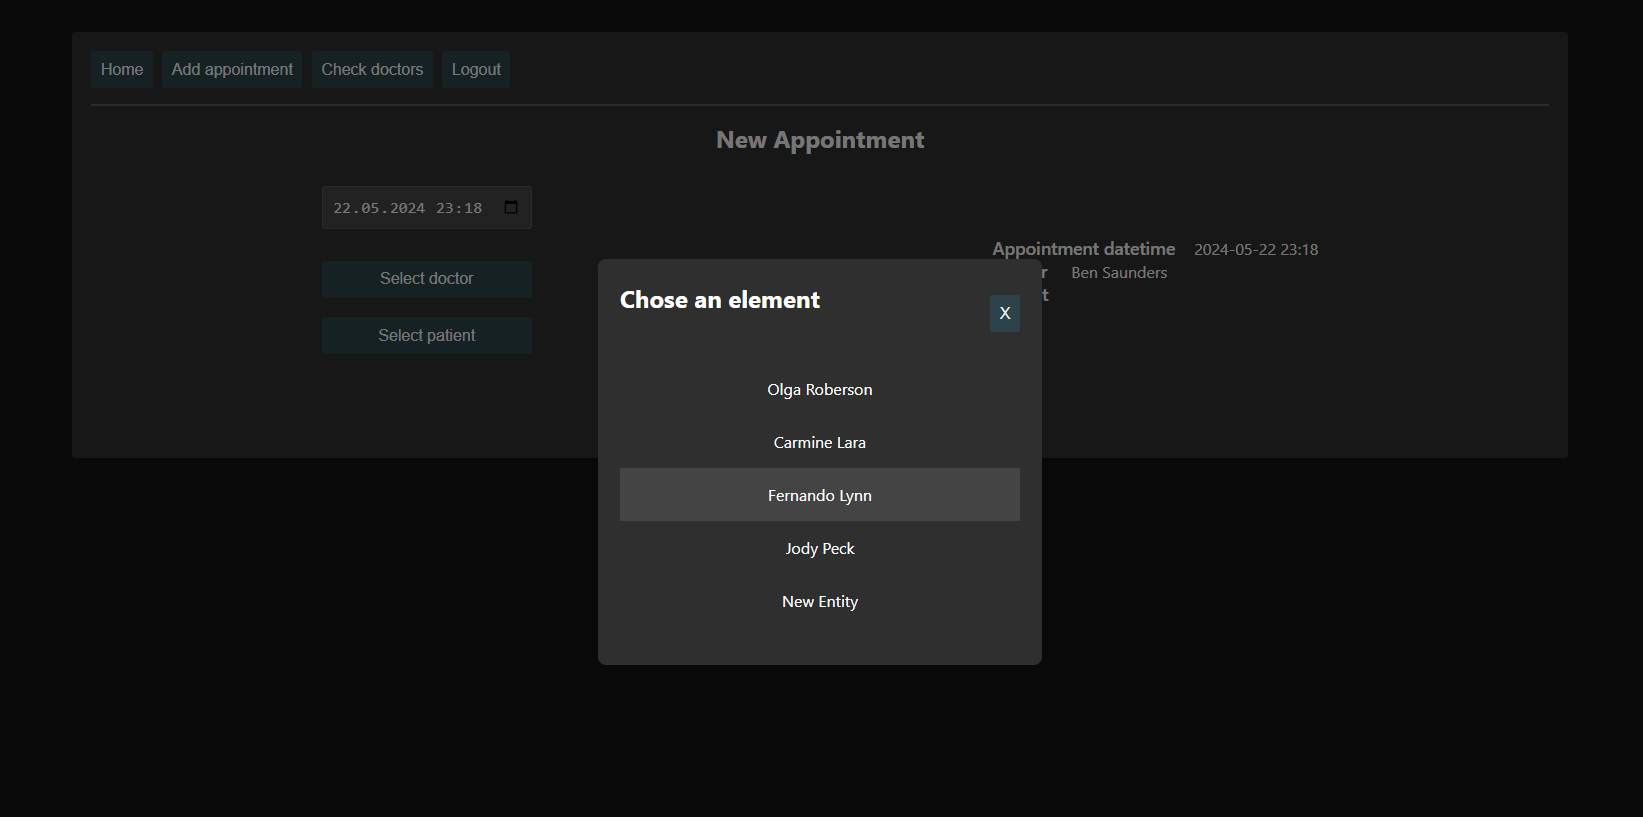 Home Add appointment Check doctors Logout
New Appointment
22.05.2024 23:18
Select doctor
Select patient
Appointment datetime 2024-05-22 23:18
r Ben Saunders
t
Chose an element
X
Olga Roberson
Carmine Lara
Fernando Lynn
Jody Peck
New Entity